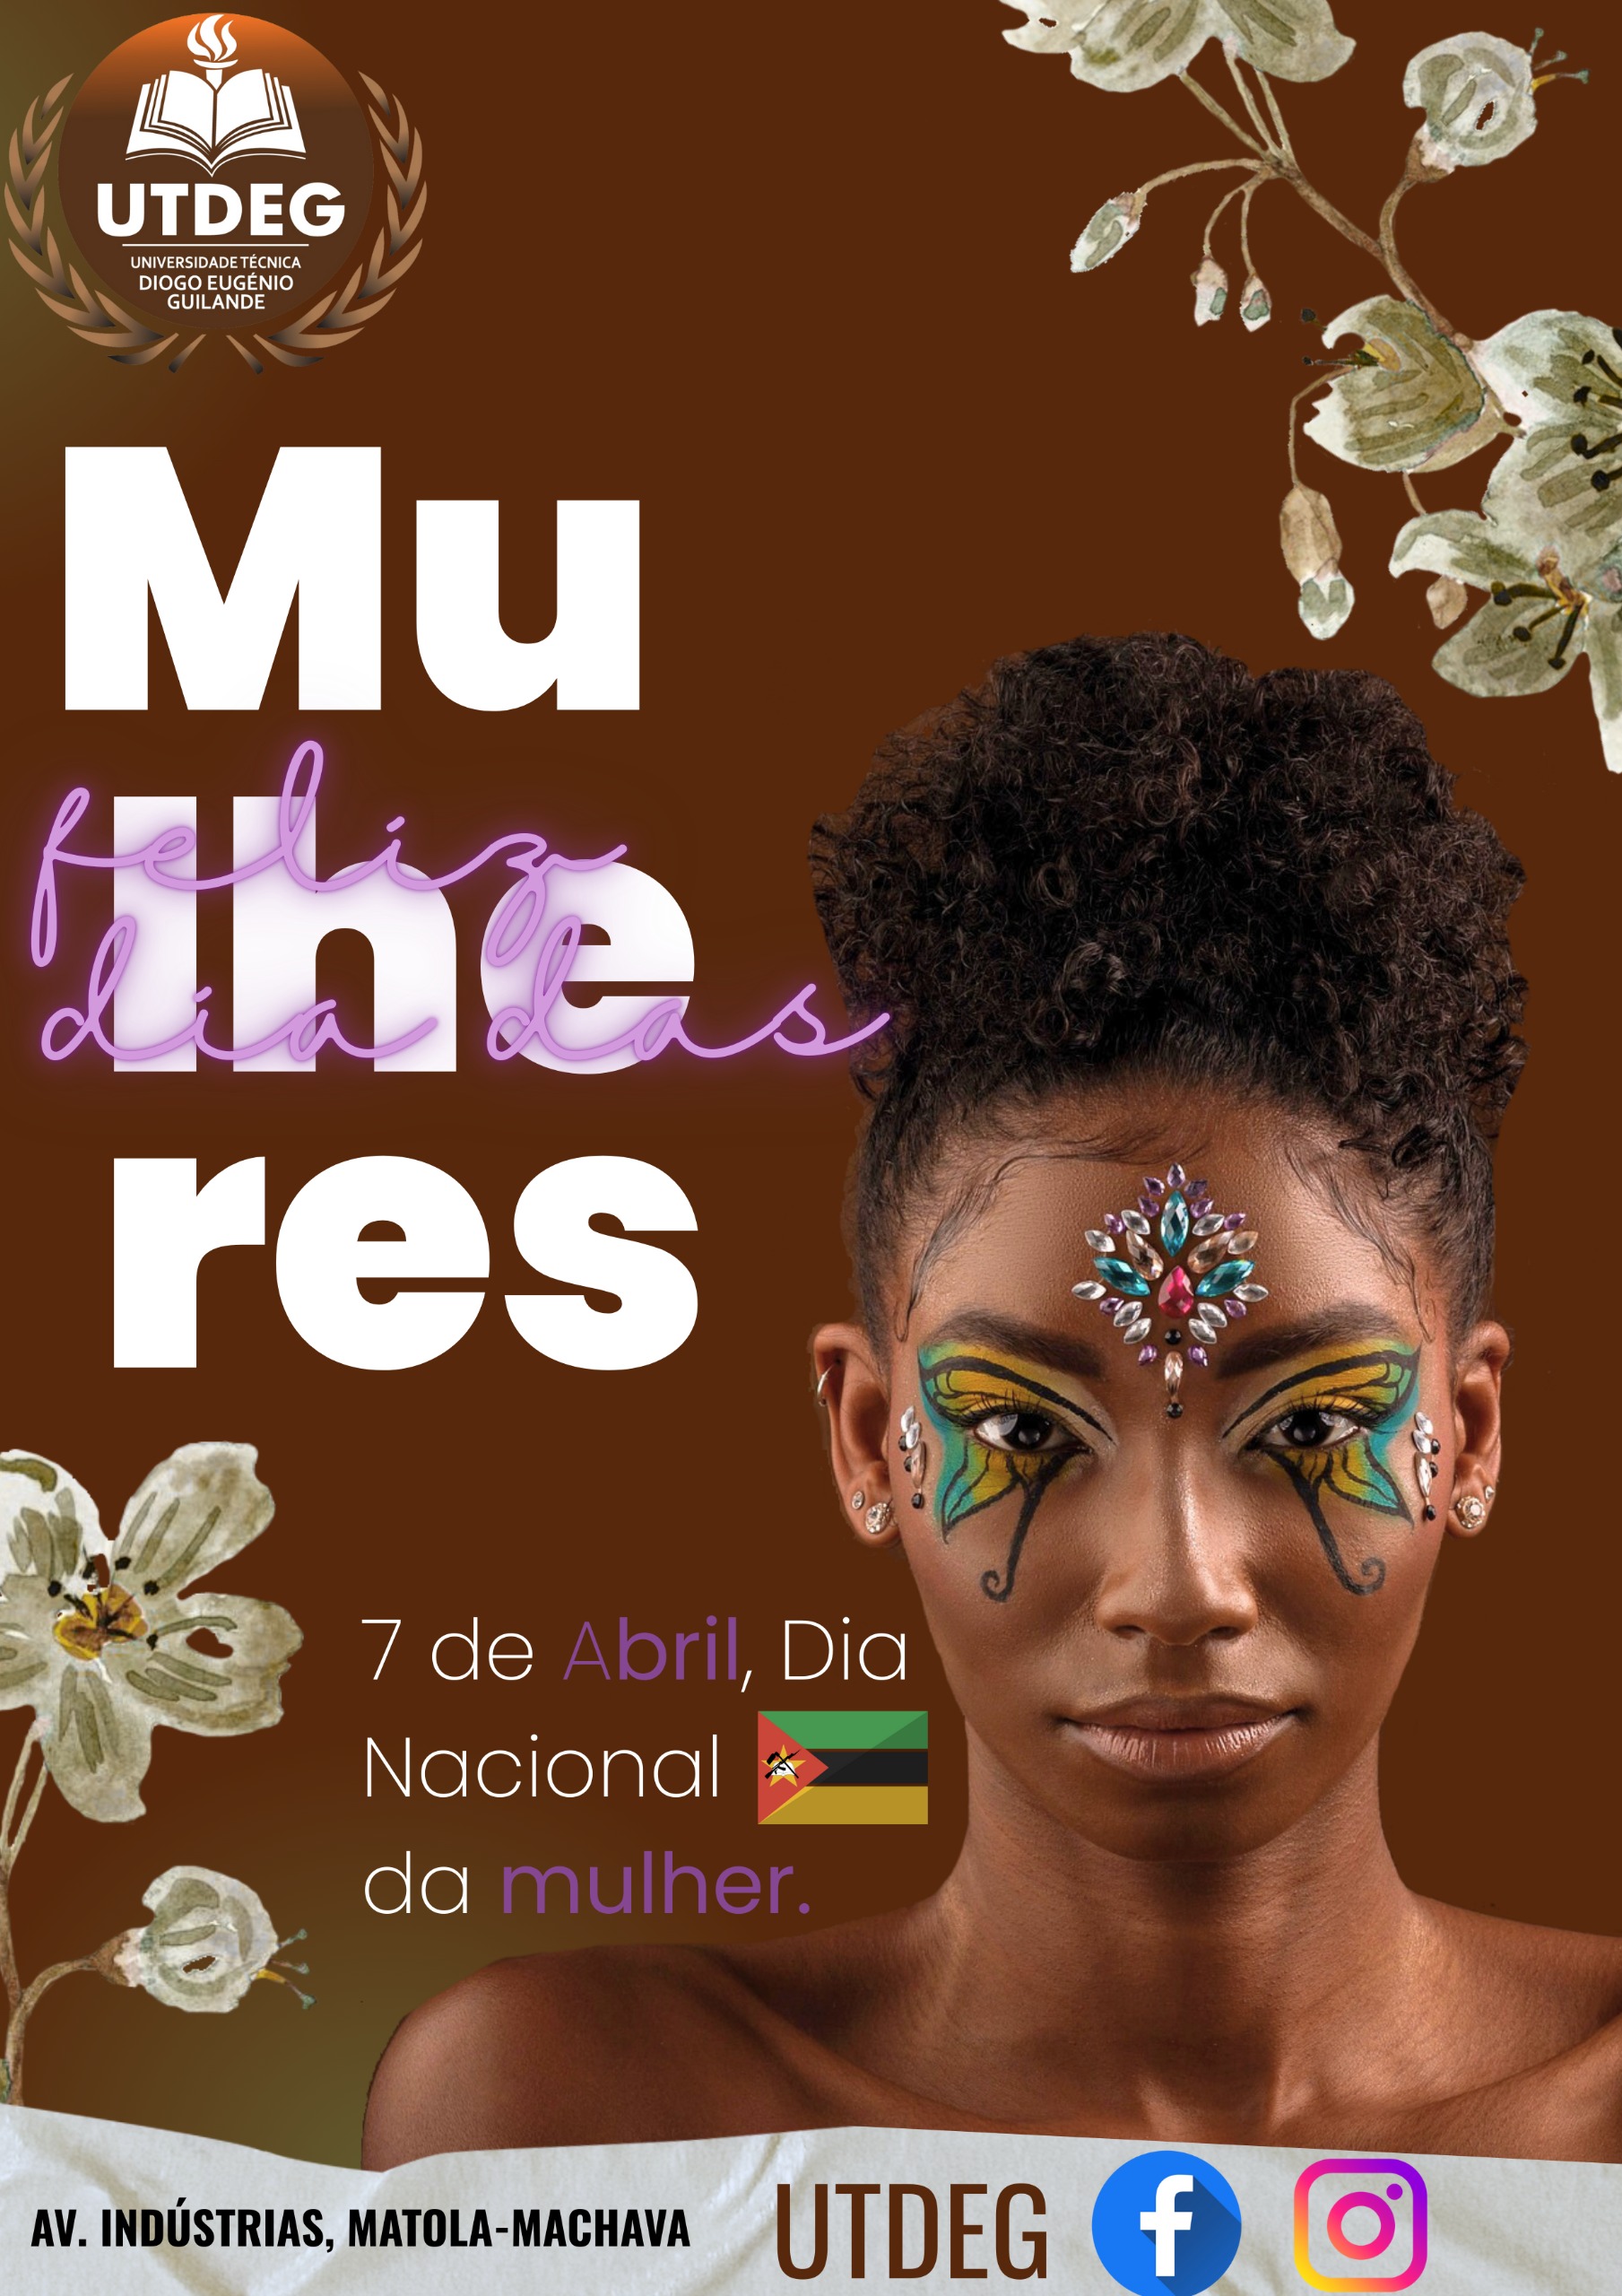 UTDEG
UNIVERSIDADE TÉCNICA
DIOGO EUGÉNIO
GUILANDE
Mu
feliz
lhe
dia das
res
7 de Abril, Dia
Nacional
da mulher.
AV. INDÚSTRIAS, MATOLA-MACHAVA
UTDEG